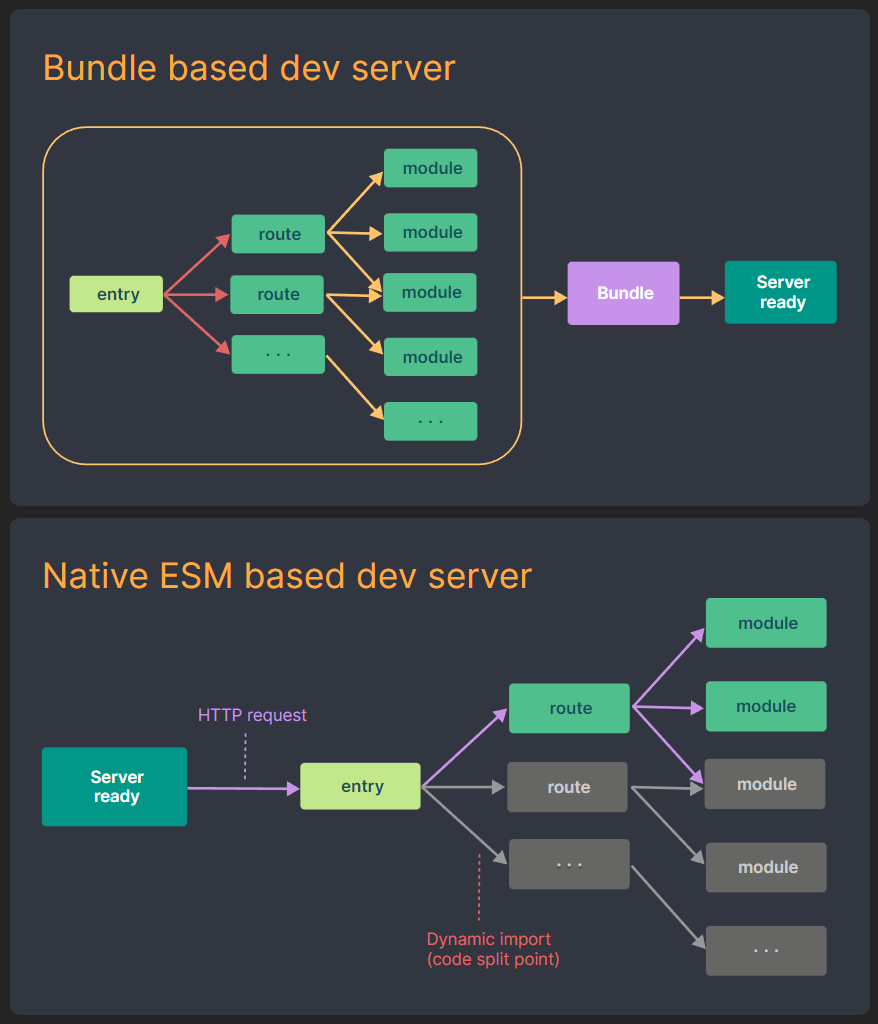 Bundle based dev server
module
route
module
entry
route
module
Bundle
Server
ready
. . .
module
. . .
Native ESM based dev server
module
HTTP request
route
module
Server
ready
entry
route
module
. . .
module
Dynamic import
(code split point)
. . .